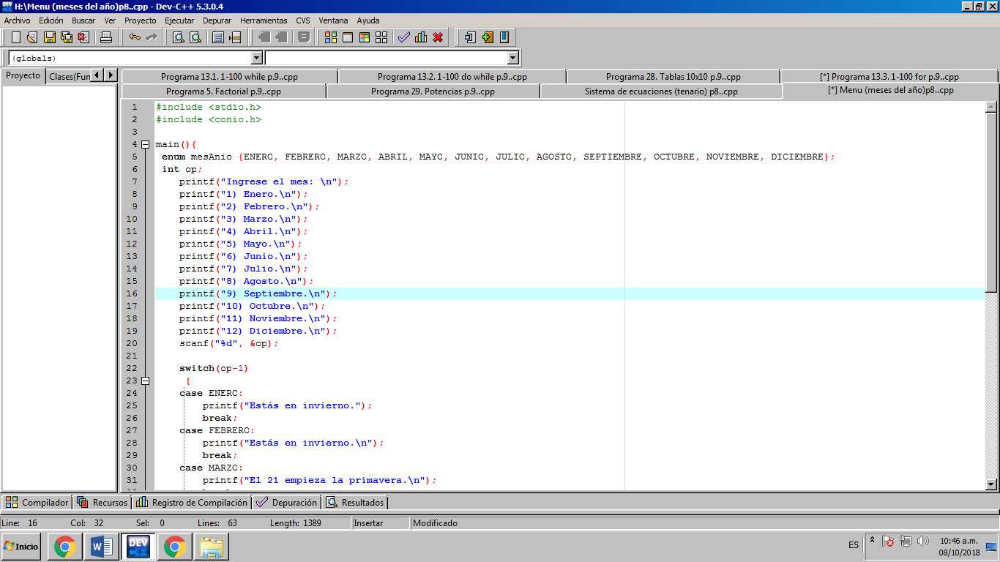 H:\Menu (meses del año)p8..cpp - Dev-C++ 5.3.0.4
Archivo Edición Buscar Ver Proyecto Ejecutar Depurar Herramientas CVS Ventana Ayuda
(globals)
Proyecto Clases(Fun
Programa 13.1. 1-100 while p.9..cpp Programa 13.2. 1-100 do while p.9..cpp Programa 28. Tablas 10x10 p.9..cpp [*] Programa 13.3. 1-100 for p.9..cpp
Programa 5. Factorial p.9..cpp Programa 29. Potencias p.9..cpp Sistema de ecuaciones (tenario) p8..cpp [*] Menu (meses del año)p8..cpp
1 #include <stdio.h>
2 #include <conio.h>
3
4 main(){
5 enum mesAnio {ENERO, FEBRERO, MARZO, ABRIL, MAYO, JUNIO, JULIO, AGOSTO, SEPTIEMBRE, OCTUBRE, NOVIEMBRE, DICIEMBRE};
6 int op;
7 printf("Ingrese el mes: \n");
8 printf("1) Enero.\n");
9 printf("2) Febrero.\n");
10 printf("3) Marzo.\n");
11 printf("4) Abril.\n");
12 printf("5) Mayo.\n");
13 printf("6) Junio.\n");
14 printf("7) Julio.\n");
15 printf("8) Agosto.\n");
16 printf("9) Septiembre.\n");
17 printf("10) Octubre.\n");
18 printf("11) Noviembre.\n");
19 printf("12) Diciembre.\n");
20 scanf("%d", &op);
21
22 switch(op-1)
23 {
24 case ENERO:
25 printf("Estás en invierno.");
26 break;
27 case FEBRERO:
28 printf("Estás en invierno.\n");
29 break;
30 case MARZO:
31 printf("El 21 empieza la primavera.\n");
Compilador Recursos Registro de Compilación Depuración Resultados
Line: 16 Col: 32 Sel: 0 Lines: 63 Length: 1389 Insertar Modificado
Inicio W DEV C++ ES 10:46 a.m.
08/10/2018